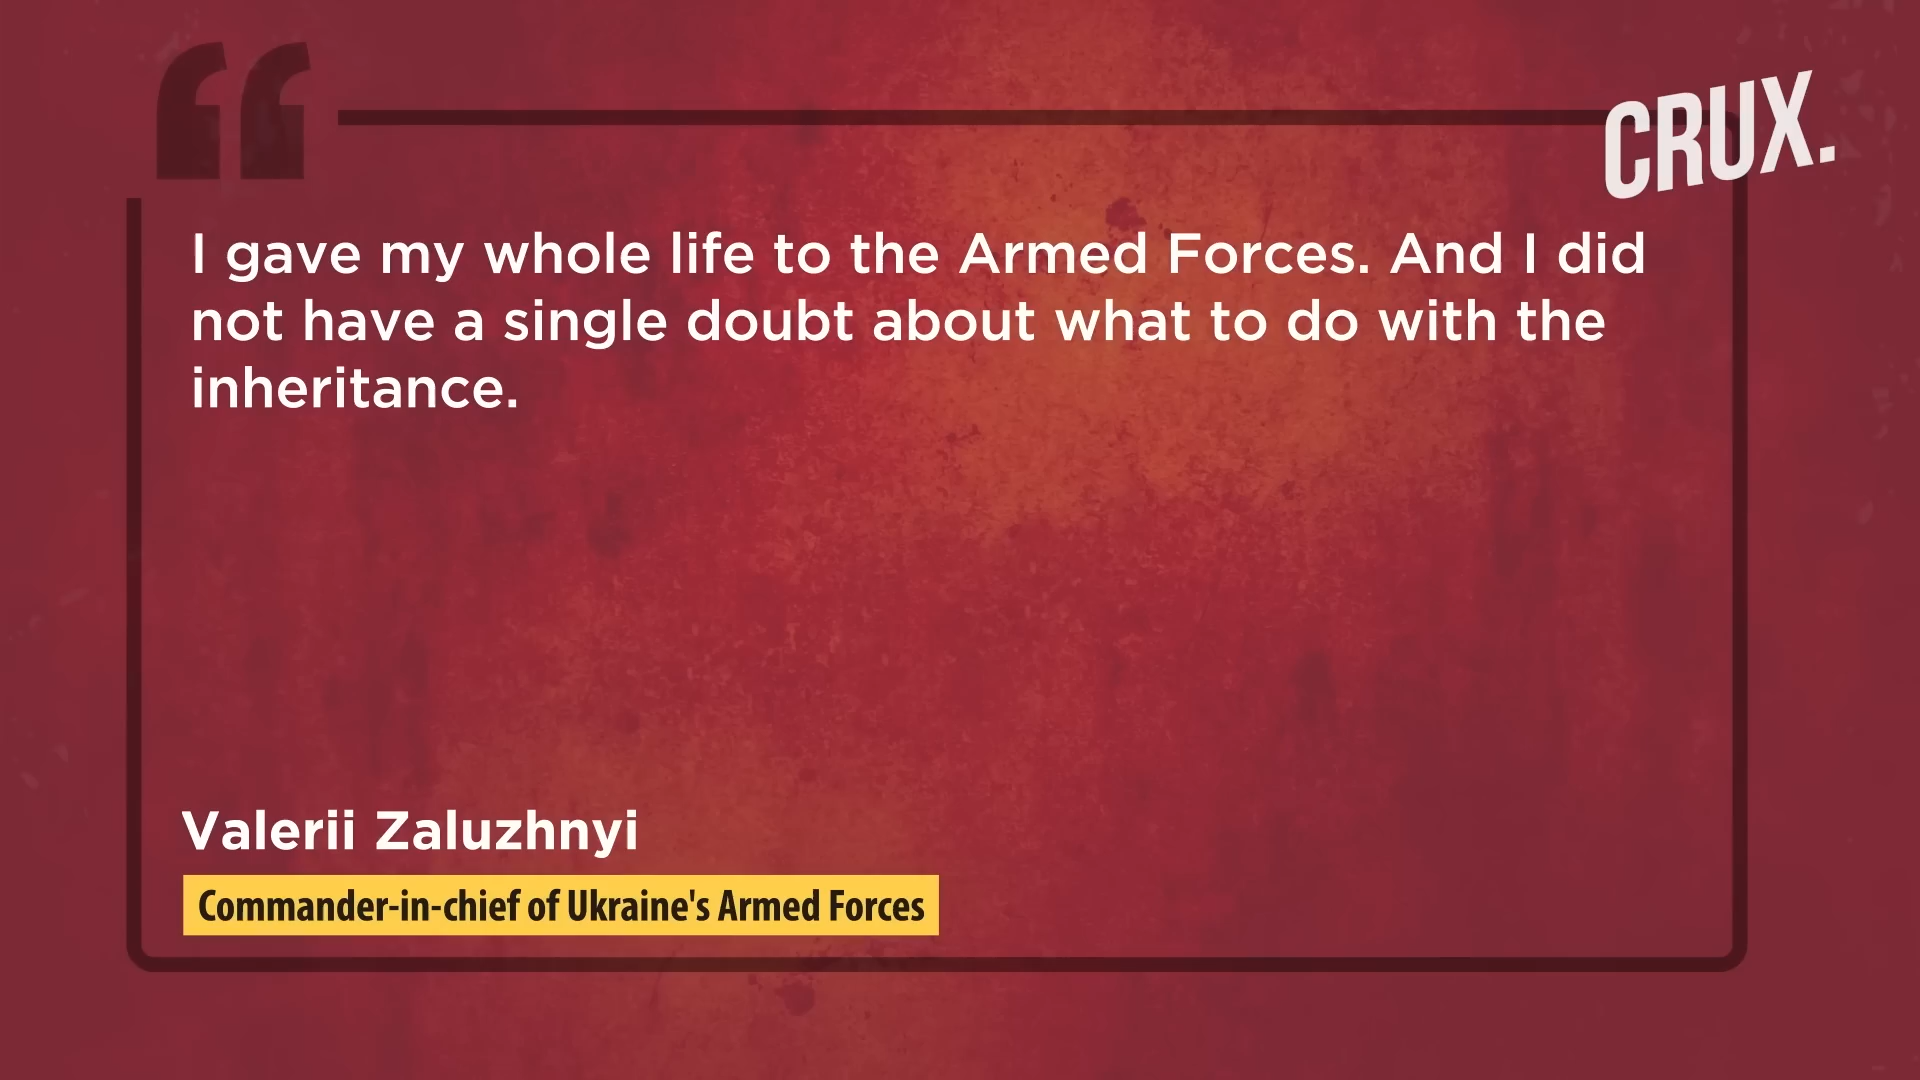 CRUX.
I gave my whole life to the Armed Forces. And I did
not have a single doubt about what to do with the
inheritance.
Valerii Zaluzhnyi
Commander-in-chief of Ukraine's Armed Forces